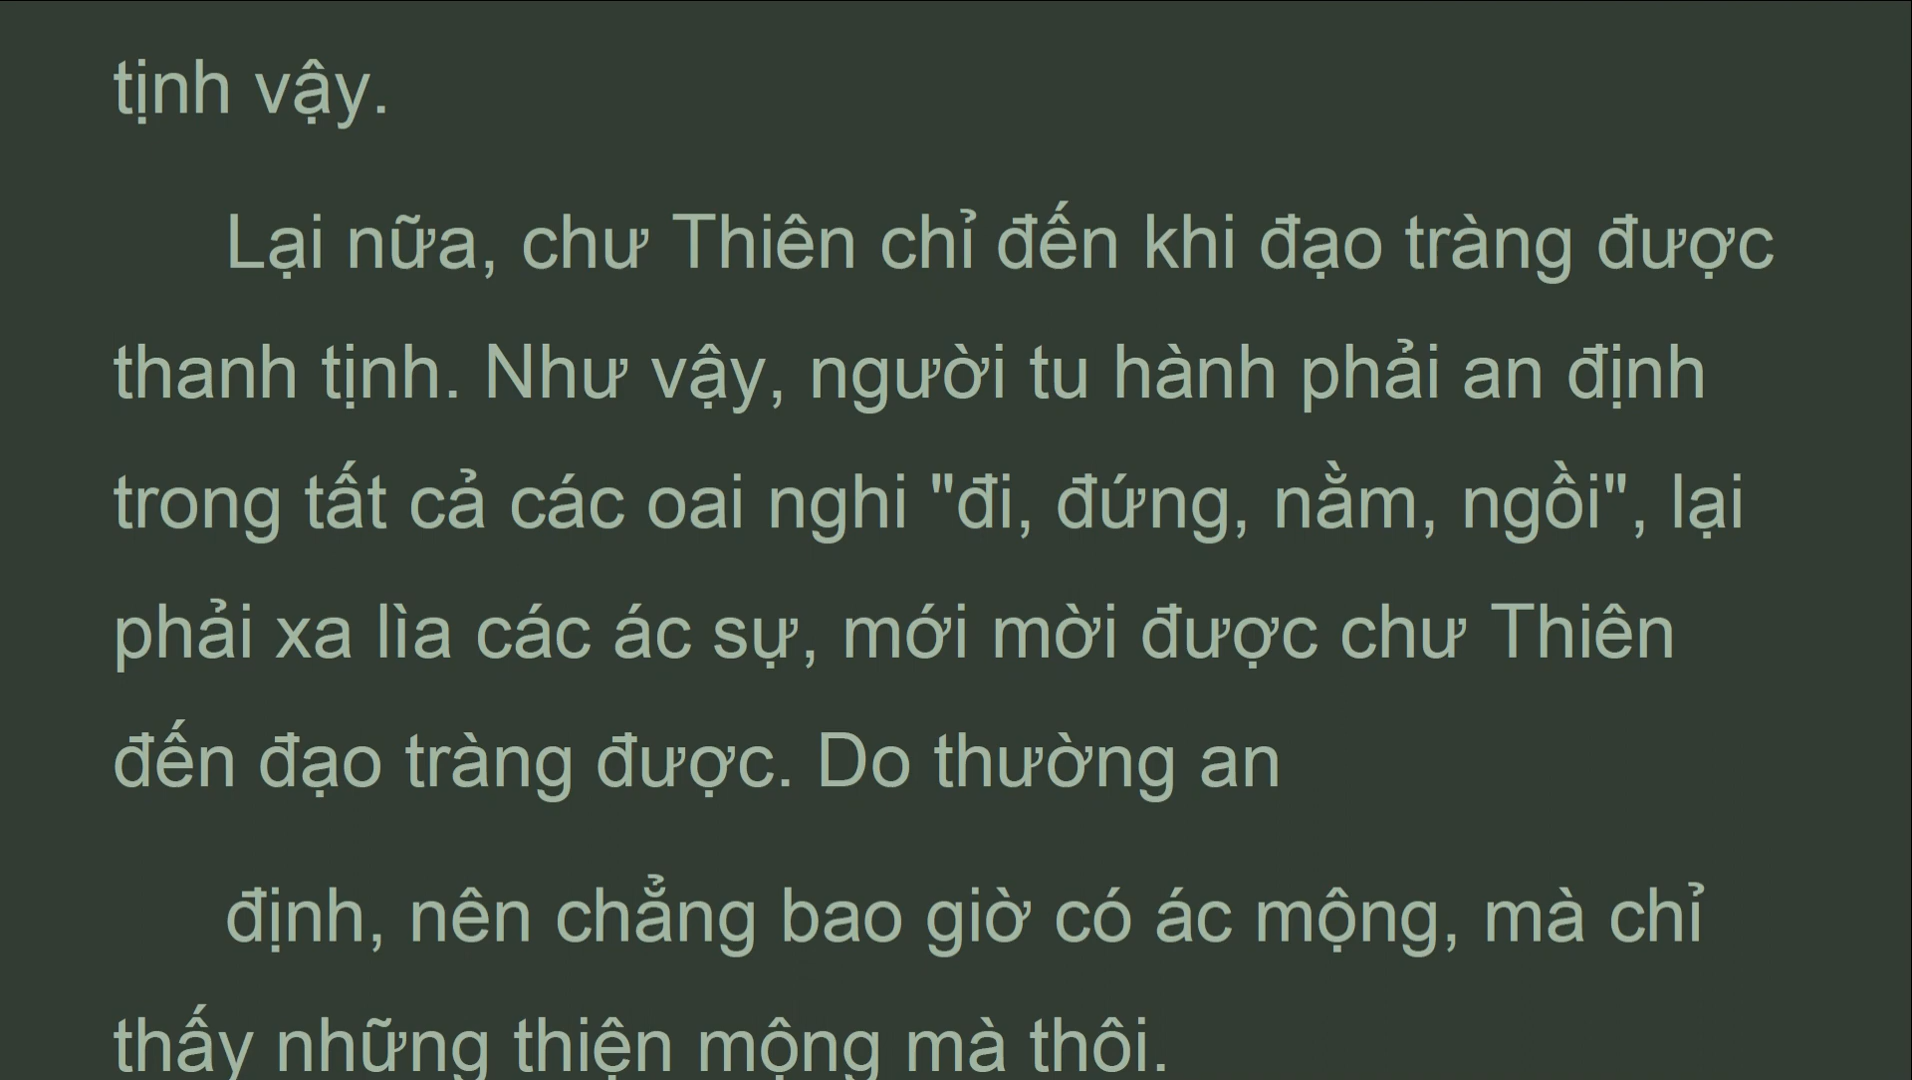 tịnh vậy.
Lại nữa, chư Thiên chỉ đến khi đạo tràng được
thanh tịnh. Như vậy, người tu hành phải an định
trong tất cả các oai nghi "đi, đứng, nằm, ngồi", lại
phải xa lìa các ác sự, mới mời được chư Thiên
đến đạo tràng được. Do thường an
định, nên chẳng bao giờ có ác mộng, mà chỉ
thấy những thiện mộng mà thôi.